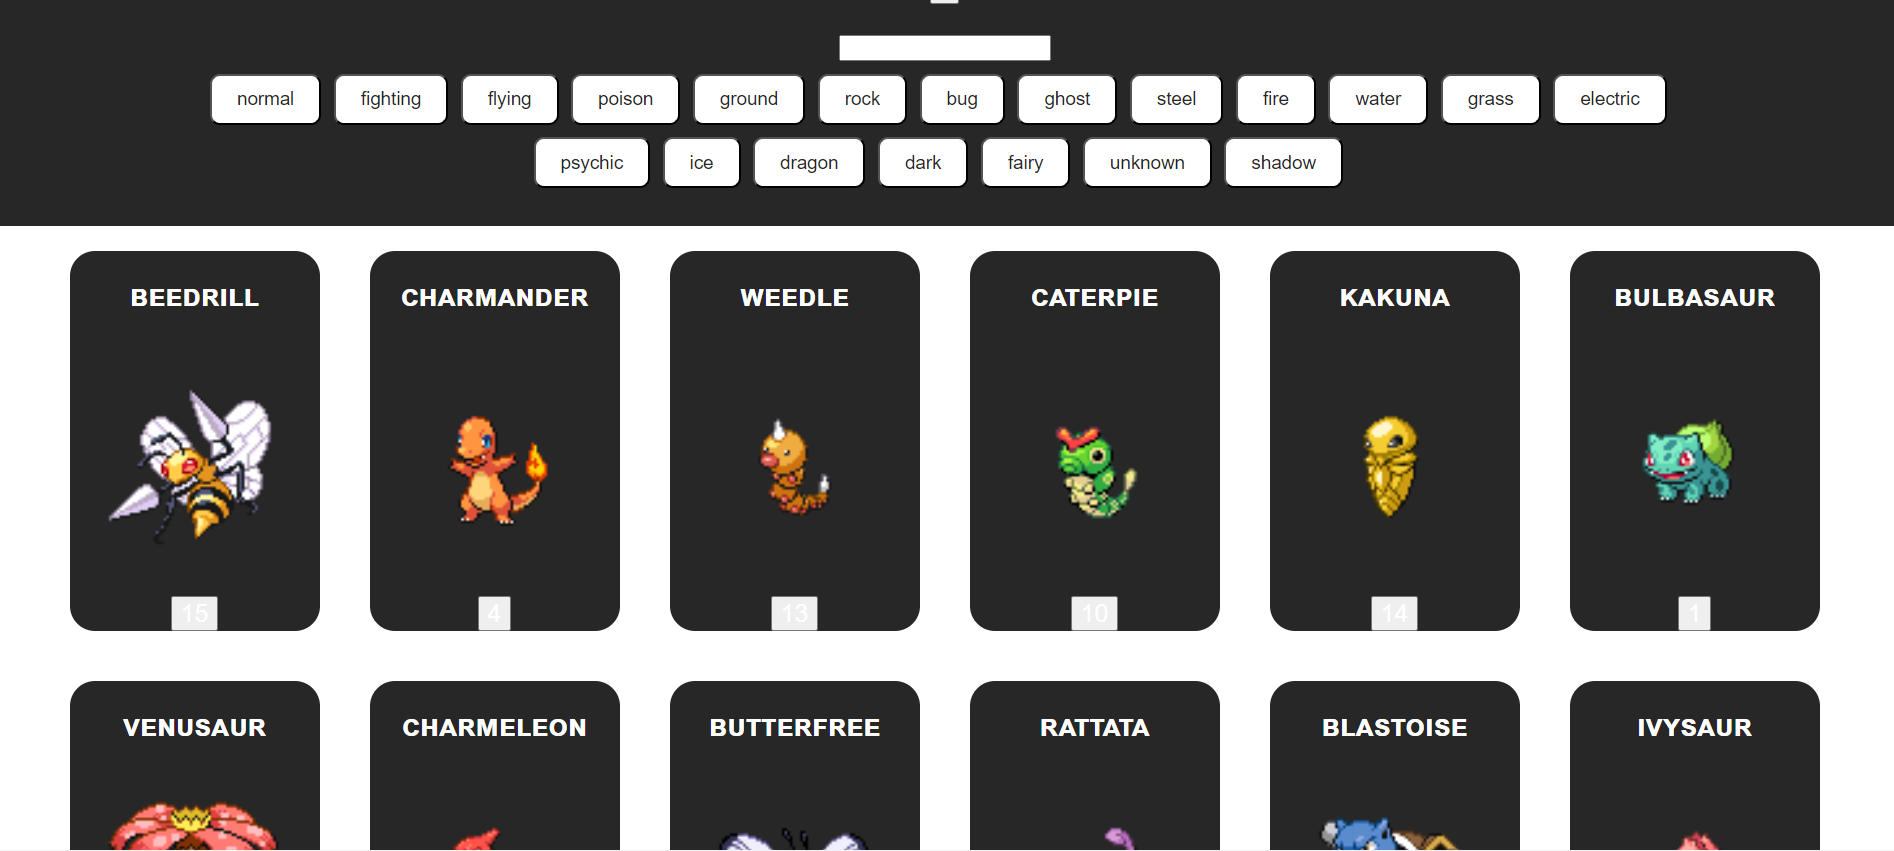 normal fighting flying poison ground rock bug ghost steel fire water grass electric
psychic ice dragon dark fairy unknown shadow
BEEDRILL CHARMANDER WEEDLE CATERPIE KAKUNA BULBASAUR
15 4 13 10 14 1
VENUSAUR CHARMELEON BUTTERFREE RATTATA BLASTOISE IVYSAUR